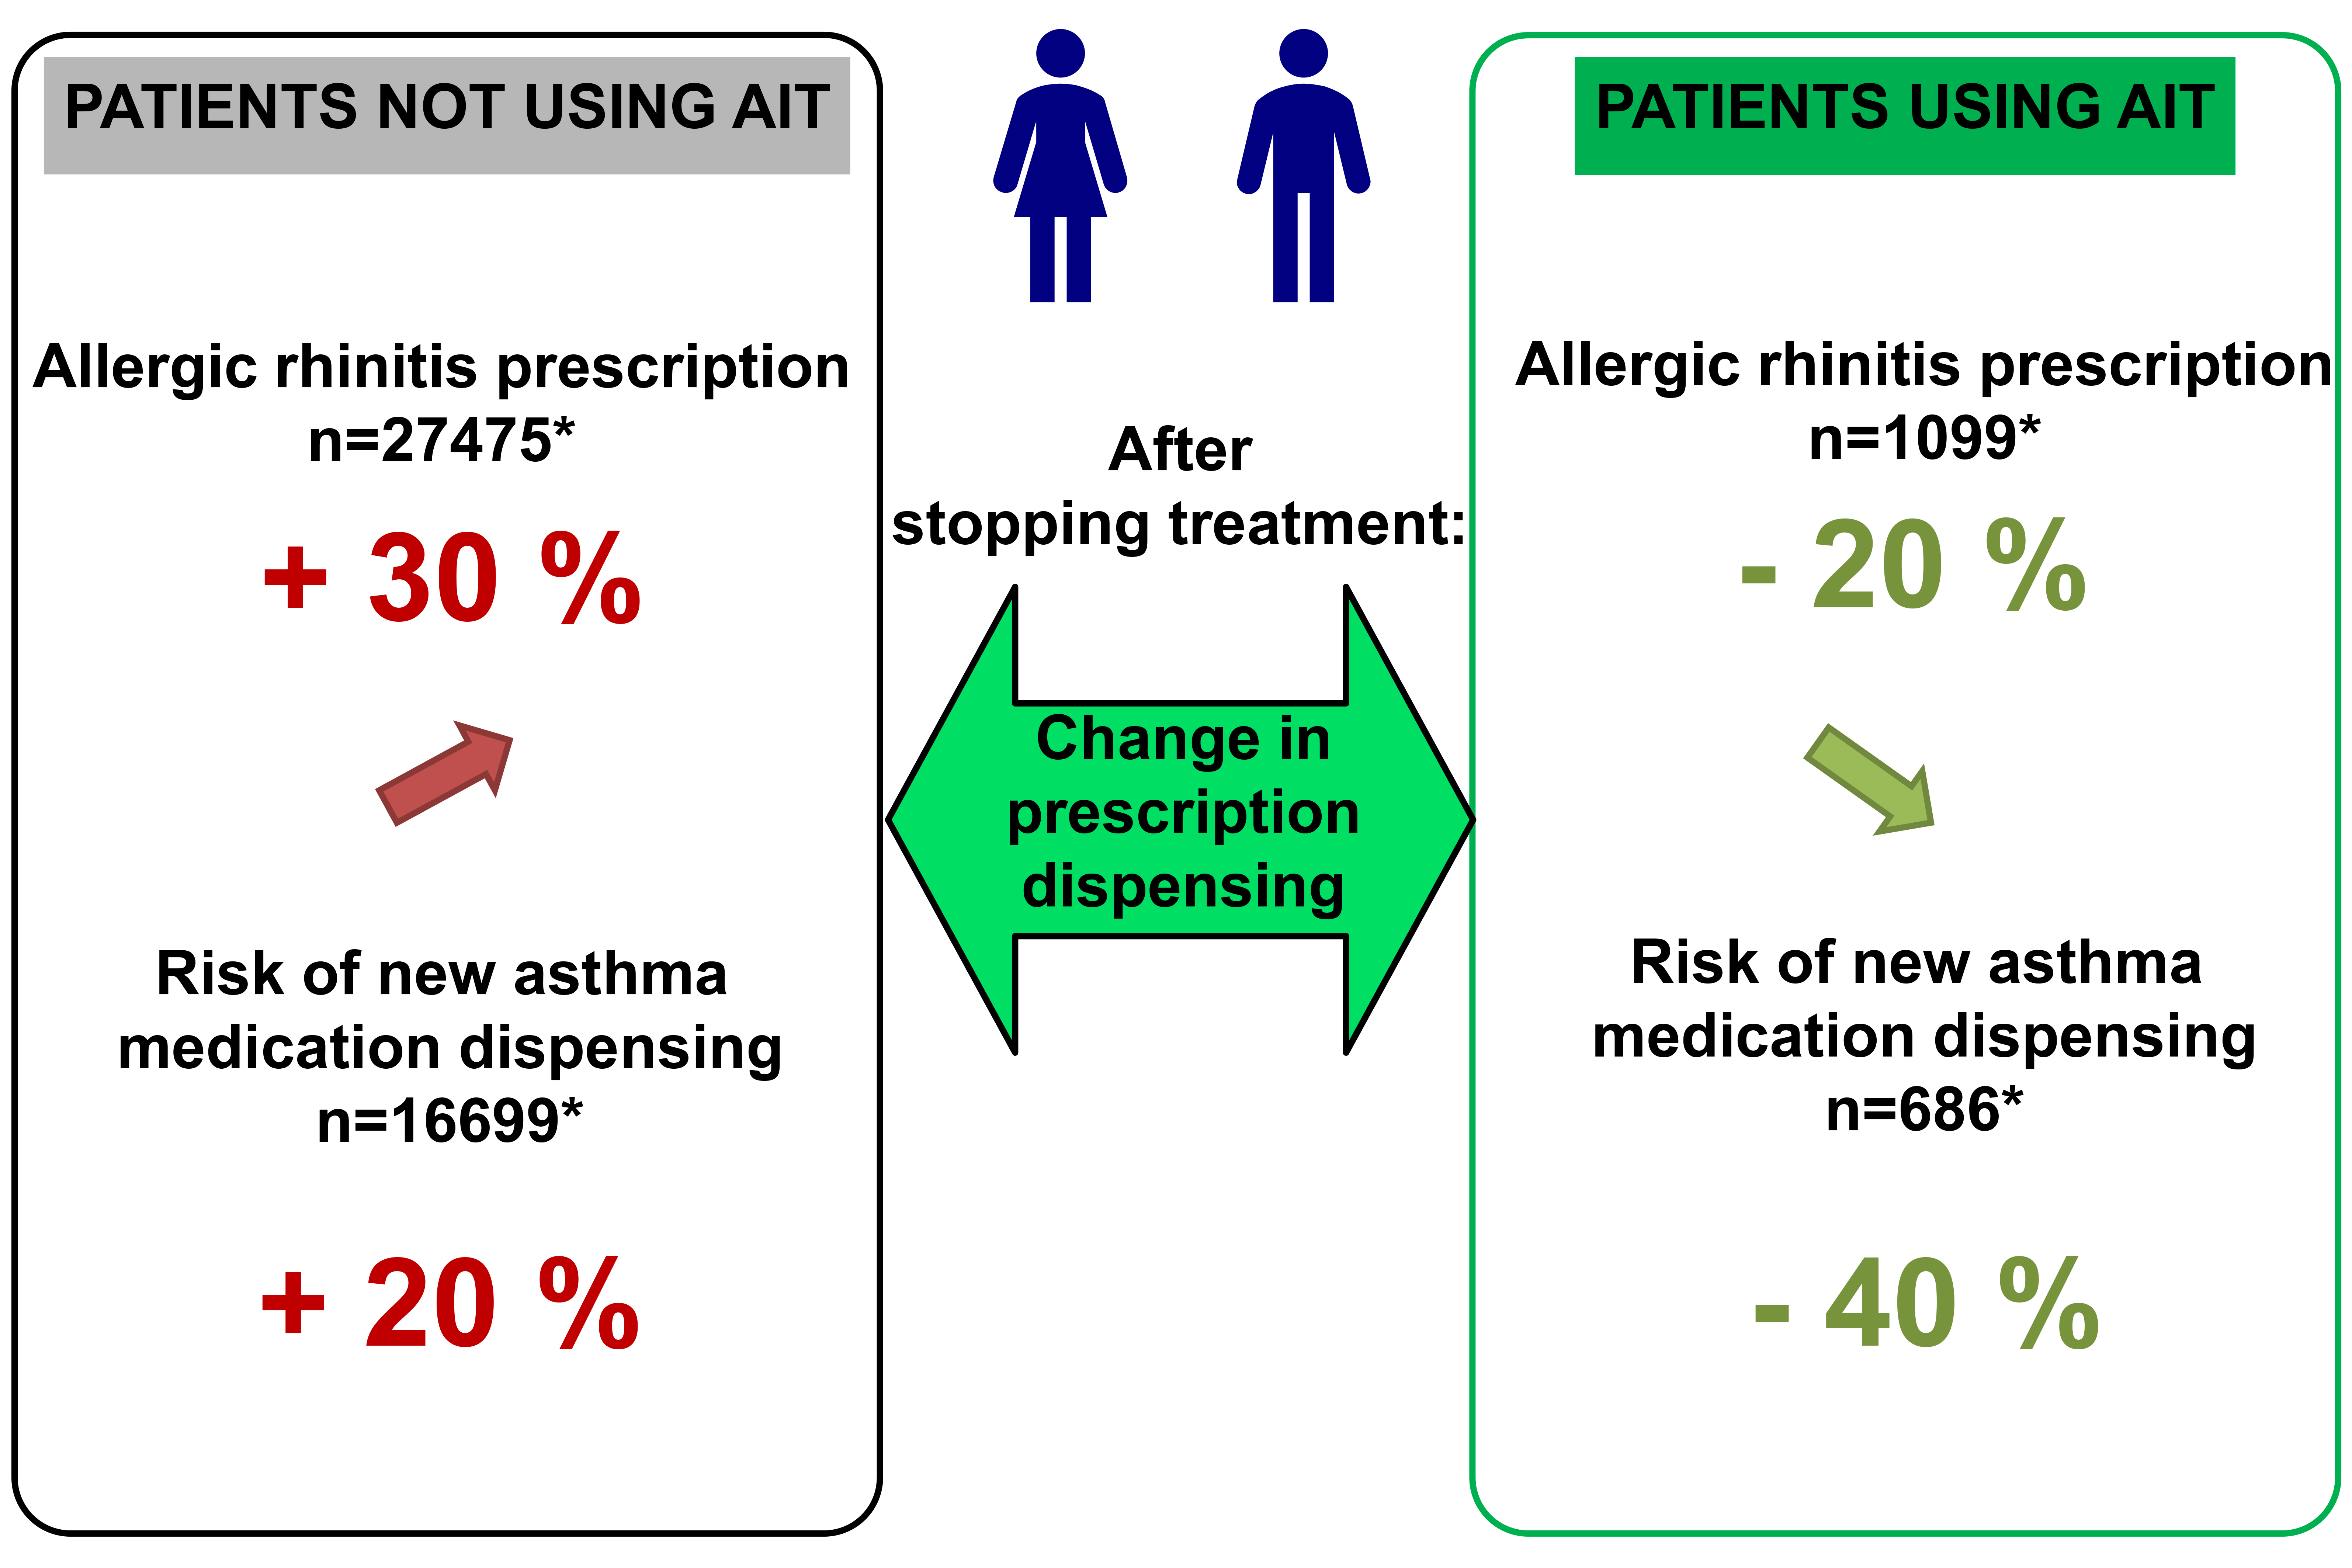 PATIENTS NOT USING AIT
Allergic rhinitis prescription
n=27475*
+ 30 %
Risk of new asthma
medication dispensing
n=16699*
+ 20 %
After
stopping treatment:
Change in
prescription
dispensing
PATIENTS USING AIT
Allergic rhinitis prescription
n=1099*
- 20 %
Risk of new asthma
medication dispensing
n=686*
- 40 %